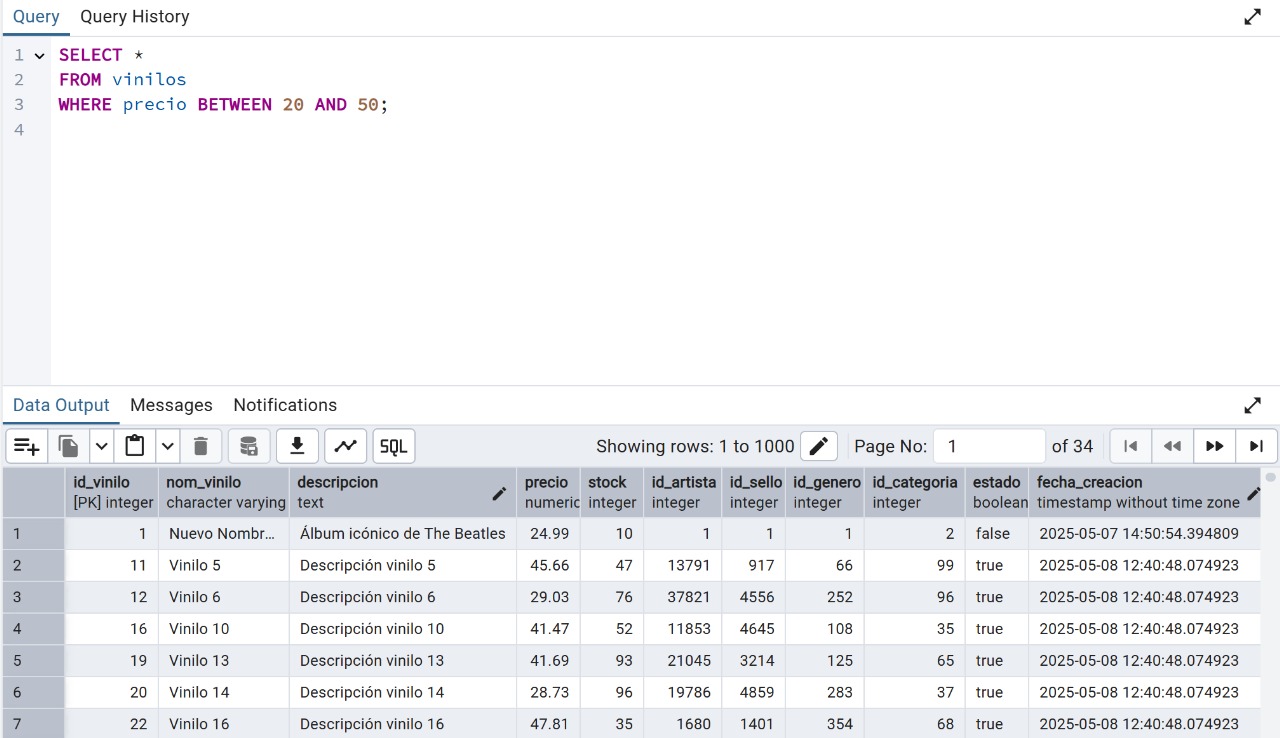 Query Query History
1 SELECT *
2 FROM vinilos
3 WHERE precio BETWEEN 20 AND 50;
4
Data Output Messages Notifications
SQL Showing rows: 1 to 1000 Page No: 1 of 34
id_vinilo nom_vinilo descripcion precio stock id_artista id_sello id_genero id_categoria estado fecha_creacion
[PK] integer character varying text numeric integer integer integer integer integer boolean timestamp without time zone
1 1 Nuevo Nombr... Álbum icónico de The Beatles 24.99 10 1 1 1 2 false 2025-05-07 14:50:54.394809
2 11 Vinilo 5 Descripción vinilo 5 45.66 47 13791 917 66 99 true 2025-05-08 12:40:48.074923
3 12 Vinilo 6 Descripción vinilo 6 29.03 76 37821 4556 252 96 true 2025-05-08 12:40:48.074923
4 16 Vinilo 10 Descripción vinilo 10 41.47 52 11853 4645 108 35 true 2025-05-08 12:40:48.074923
5 19 Vinilo 13 Descripción vinilo 13 41.69 93 21045 3214 125 65 true 2025-05-08 12:40:48.074923
6 20 Vinilo 14 Descripción vinilo 14 28.73 96 19786 4859 283 37 true 2025-05-08 12:40:48.074923
7 22 Vinilo 16 Descripción vinilo 16 47.81 35 1680 1401 354 68 true 2025-05-08 12:40:48.074923